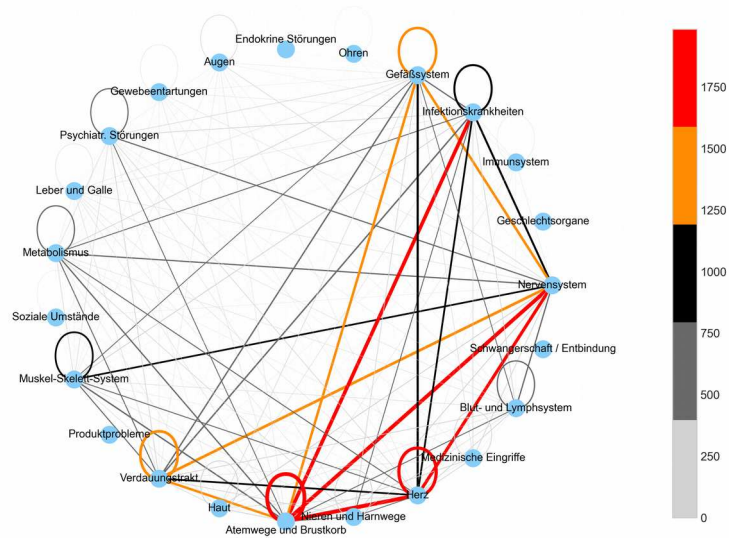 Endokrine Störungen
Ohren
Augen
Gefäßsystem
Gewebeentartungen
Infektionskrankheiten
Psychiatr. Störungen
Immunsystem
Leber und Galle
Geschlechtsorgane
Metabolismus
Nervensystem
Soziale Umstände
Schwangerschaft / Entbindung
Muskel-Skelett-System
Blut- und Lymphsystem
Produktprobleme
Medizinische Eingriffe
Verdauungstrakt
Herz
Haut
Nieren und Harnwege
Atemwege und Brustkorb
1750
1500
1250
1000
750
500
250
0